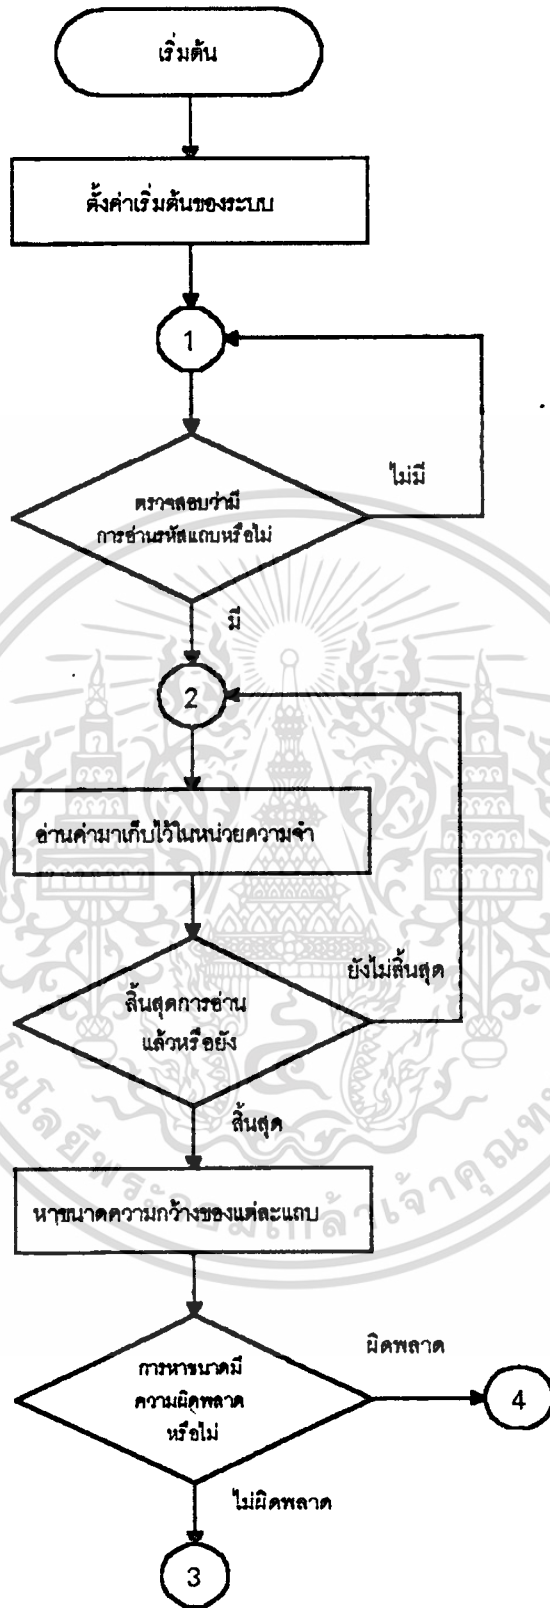 เริ่มต้น
ตั้งค่าเริ่มต้นของระบบ
1
ไม่มี
ตรวจสอบว่ามี
การอ่านรหัสแถบหรือไม่
มี
2
อ่านค่ามาเก็บไว้ในหน่วยความจำ
ยังไม่สิ้นสุด
สิ้นสุดการอ่าน
แล้วหรือยัง
สิ้นสุด
หาขนาดความกว้างของแต่ละแถบ
ผิดพลาด
การหาขนาดมี
ความผิดพลาด
หรือไม่
4
ไม่ผิดพลาด
3